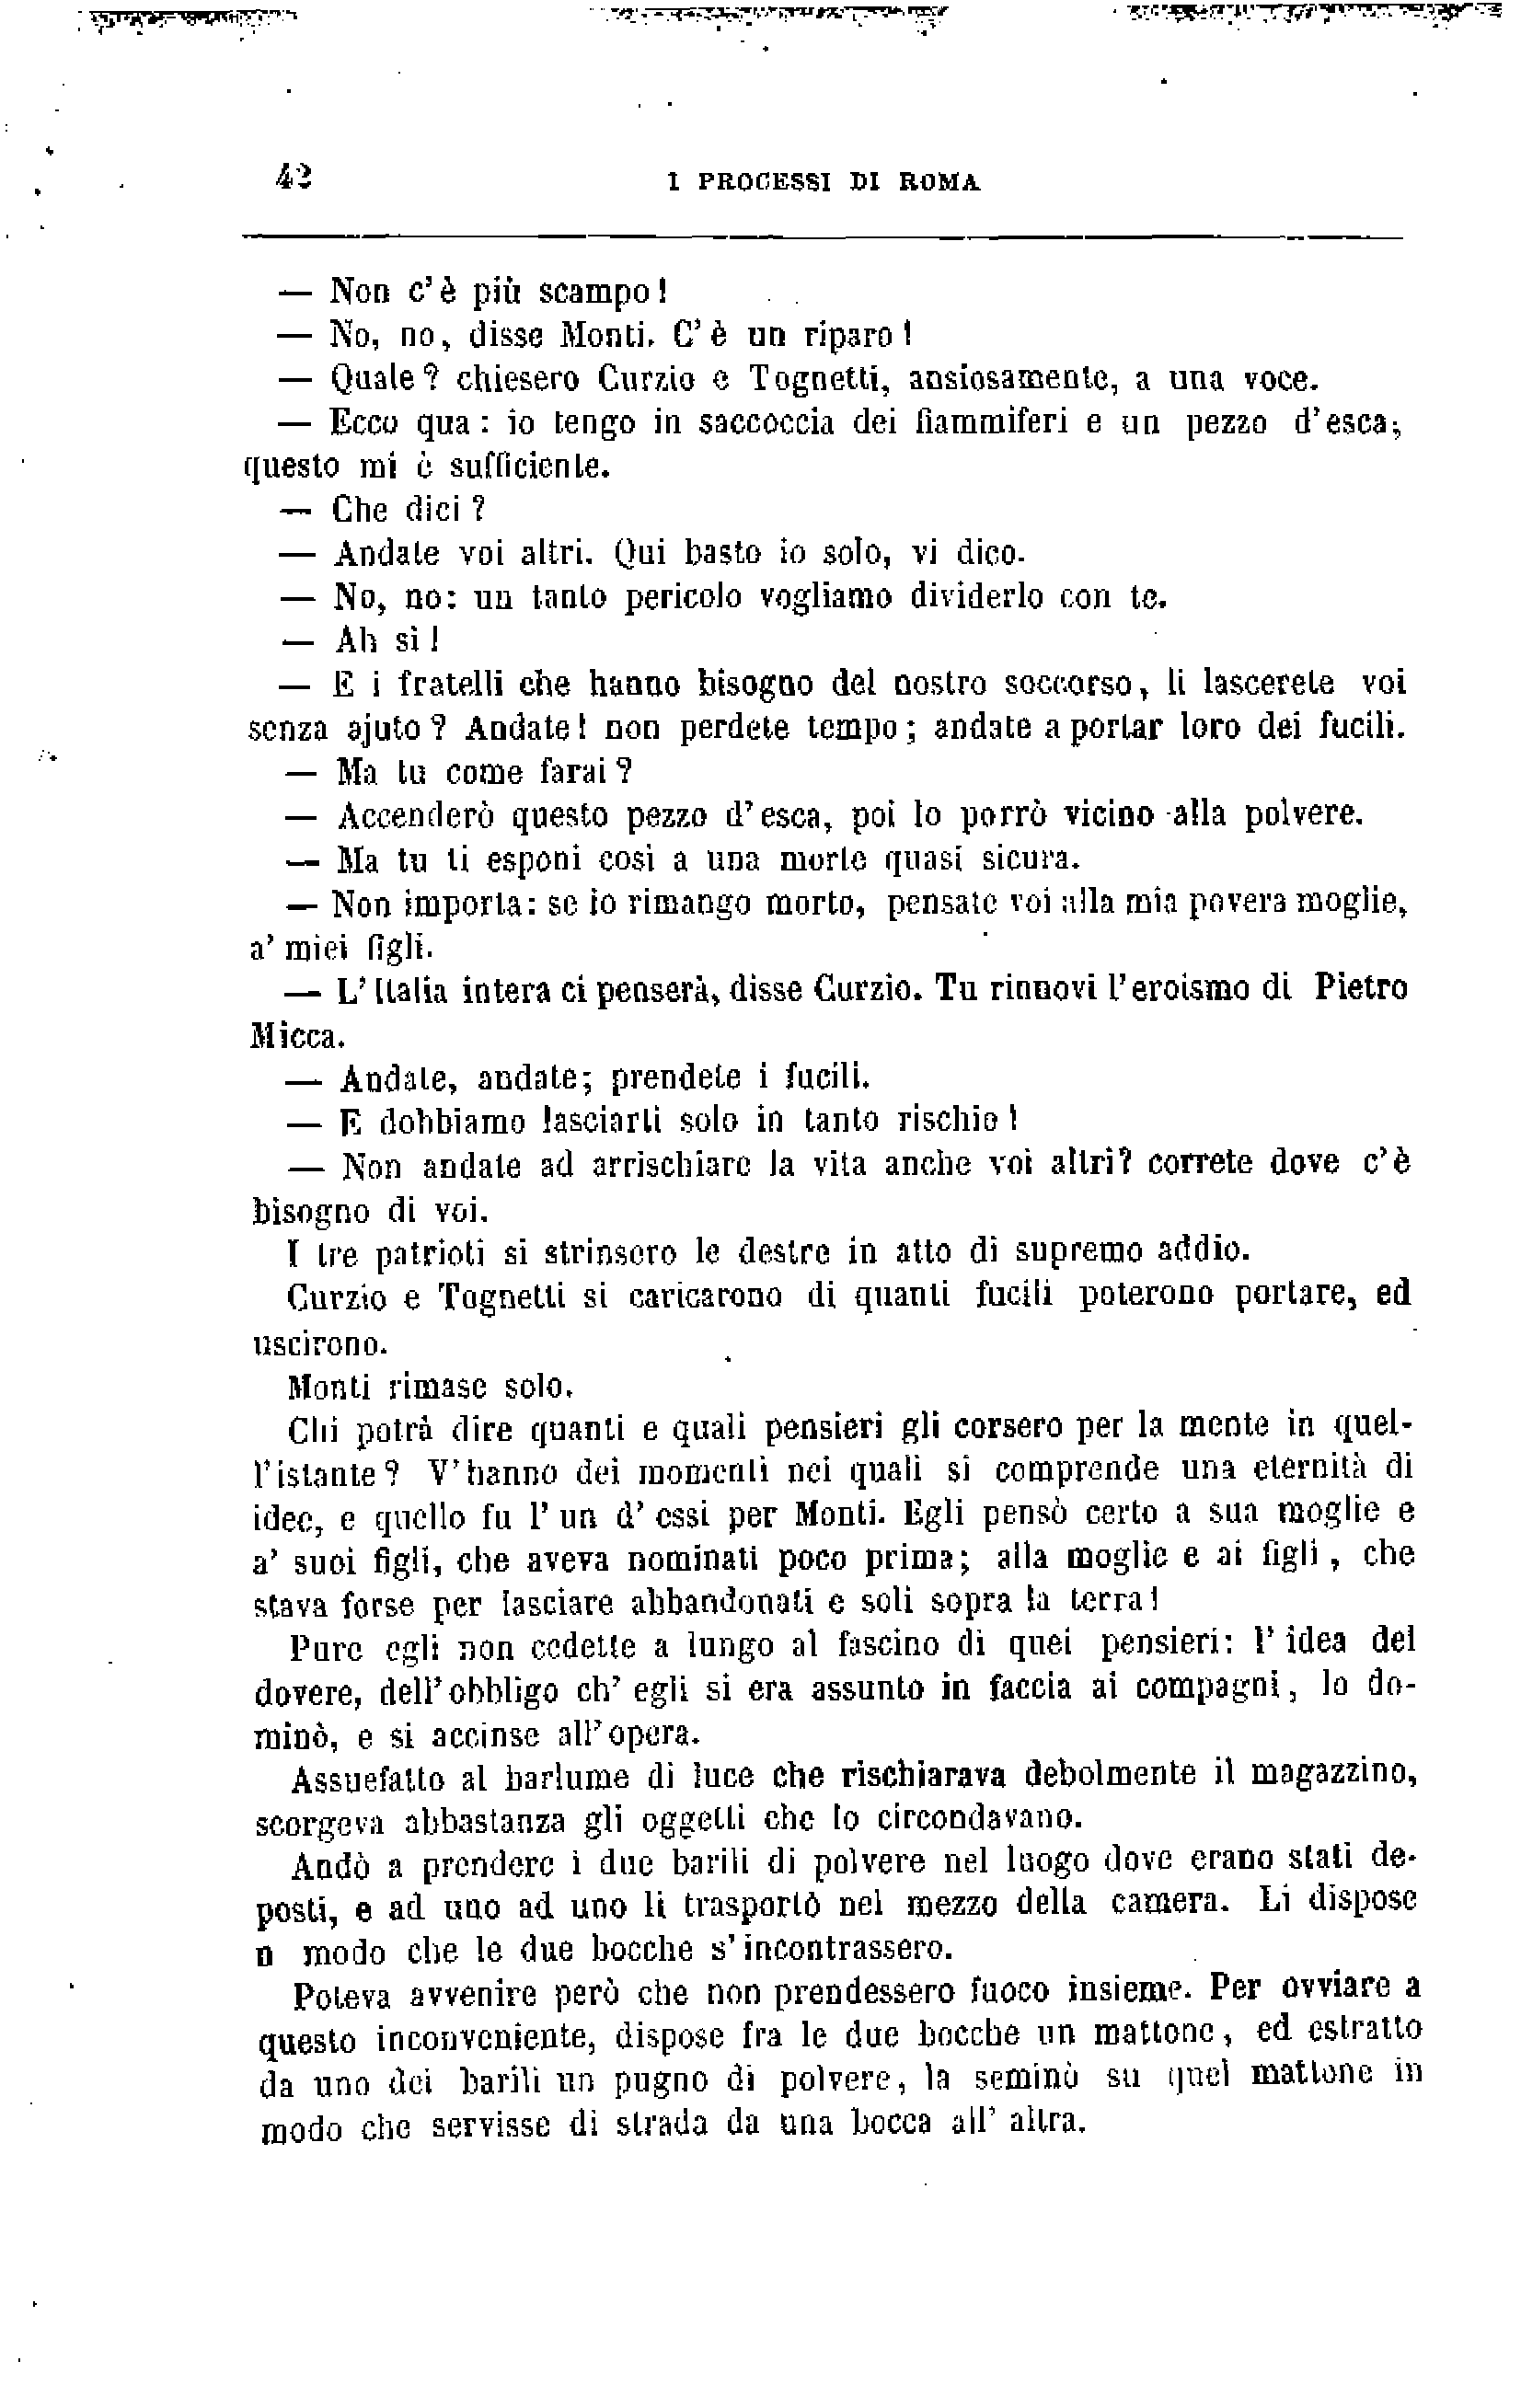 42 I PROCESSI DI ROMA
— Non c'è più scampo!
— No, no, disse Monti. C'è un riparo!
— Quale? chiesero Curzio e Tognetti, ansiosamente, a una voce.
— Ecco qua: io tengo in saccoccia dei fiammiferi e un pezzo d'esca;
questo mi è sufficiente.
— Che dici?
— Andate voi altri. Qui basto io solo, vi dico.
— No, no: un tanto pericolo vogliamo dividerlo con te.
— Ah sì!
— E i fratelli che hanno bisogno del nostro soccorso, li lascerete voi
senza ajuto? Andate! non perdete tempo; andate a portar loro dei fucili.
— Ma tu come farai?
— Accenderò questo pezzo d'esca, poi lo porrò vicino alla polvere.
— Ma tu ti esponi così a una morte quasi sicura.
— Non importa: se io rimango morto, pensate voi alla mia povera moglie,
a' miei figli.
— L'Italia intera ci penserà, disse Curzio. Tu rinnovi l'eroismo di Pietro
Micca.
— Andate, andate; prendete i fucili.
— E dobbiamo lasciarti solo in tanto rischio!
— Non andate ad arrischiare la vita anche voi altri? correte dove c'è
bisogno di voi.
I tre patrioti si strinsero le destre in atto di supremo addio.
Curzio e Tognetti si caricarono di quanti fucili poterono portare, ed
uscirono.
Monti rimase solo.
Chi potrà dire quanti e quali pensieri gli corsero per la mente in quel-
l'istante? V'hanno dei momenti nei quali si comprende una eternità di
idee, e quello fu l'un d'essi per Monti. Egli pensò certo a sua moglie e
a' suoi figli, che aveva nominati poco prima; alla moglie e ai figli, che
stava forse per lasciare abbandonati e soli sopra la terra!
Pure egli non cedette a lungo al fascino di quei pensieri: l'idea del
dovere, dell'obbligo ch'egli si era assunto in faccia ai compagni, lo do-
minò, e si accinse all'opera.
Assuefatto al barlume di luce che rischiarava debolmente il magazzino,
scorgeva abbastanza gli oggetti che lo circondavano.
Andò a prendere i due barili di polvere nel luogo dove erano stati de-
posti, e ad uno ad uno li trasportò nel mezzo della camera. Li dispose
n modo che le due bocche s'incontrassero.
Poteva avvenire però che non prendessero fuoco insieme. Per ovviare a
questo inconveniente, dispose fra le due bocche un mattone, ed estratto
da uno dei barili un pugno di polvere, la seminò su quel mattone in
modo che servisse di strada da una bocca all'altra.